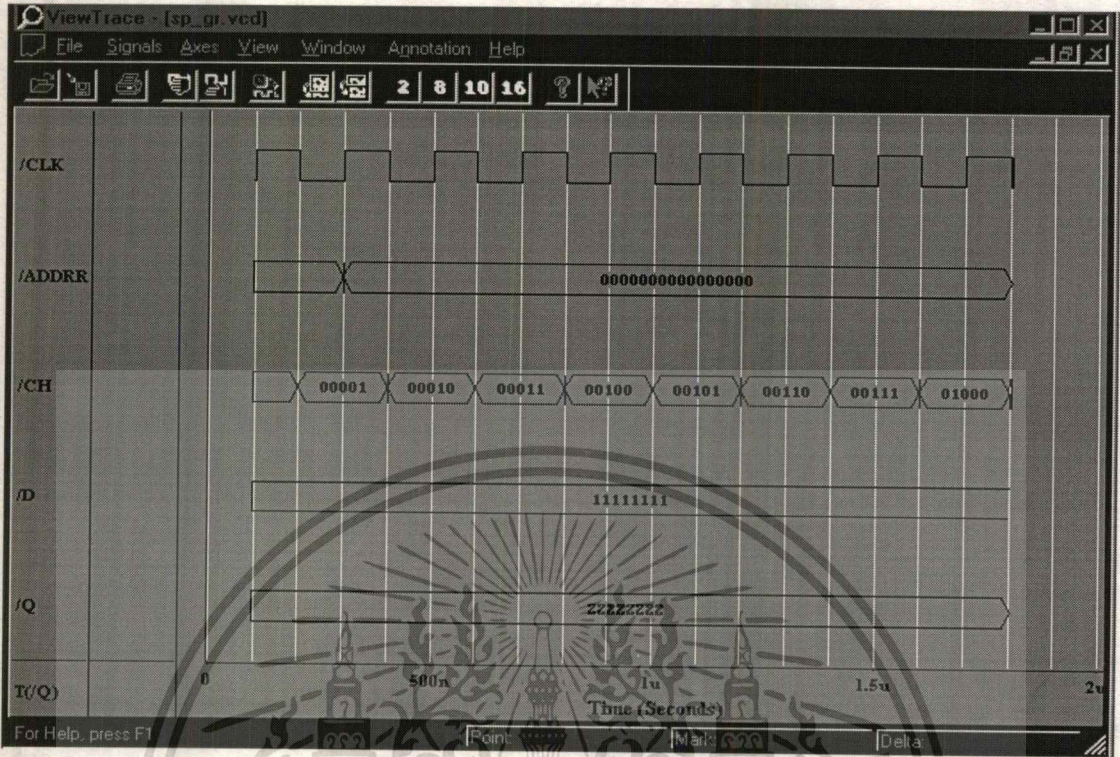 ViewTrace - [sp_gr.vcd]
File Signals Axes View Window Annotation Help
2 8 10 16
/CLK
/ADDRR 0000000000000000
/CH 00001 00010 00011 00100 00101 00110 00111 01000
/D 11111111
/Q ZZZZZZZZ
0 500n 1u 1.5u 2u
T(/Q) Time (Seconds)
For Help, press F1 Point: Mark: Delta: